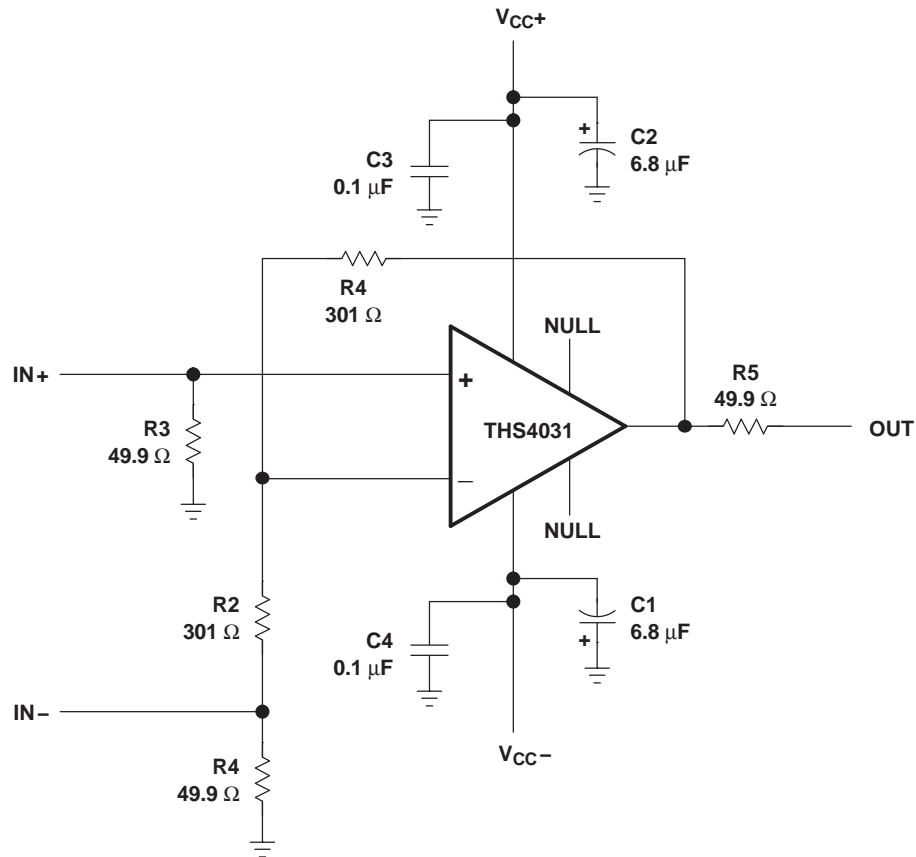 VCC+
C3
0.1 μF
C2
6.8 μF
+
R4
301 Ω
NULL
IN+
+
THS4031
R5
49.9 Ω
OUT
R3
49.9 Ω
−
NULL
R2
301 Ω
C4
0.1 μF
C1
6.8 μF
+
IN−
VCC−
R4
49.9 Ω